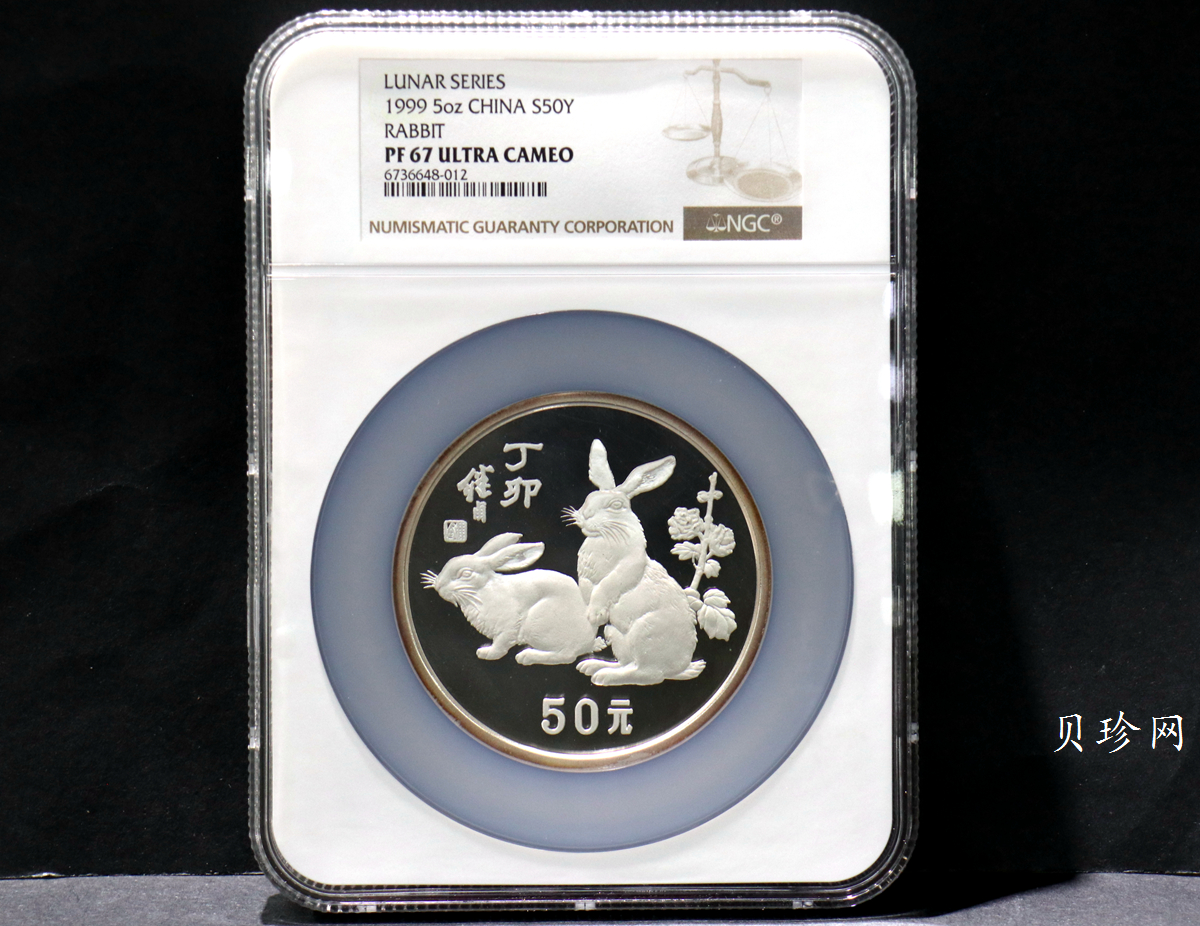 LUNAR SERIES
1999 5oz CHINA S50Y
RABBIT
PF 67 ULTRA CAMEO
6736648-012
NUMISMATIC GUARANTY CORPORATION
NGC®
丁卯
50元
贝珍网